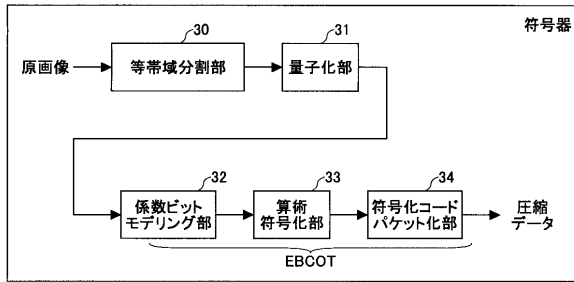 符号器
30
31
原画像
等帯域分割部
量子化部
32
33
34
係数ビット
モデリング部
算術
符号化部
符号化コード
パケット化部
圧縮
データ
EBCOT